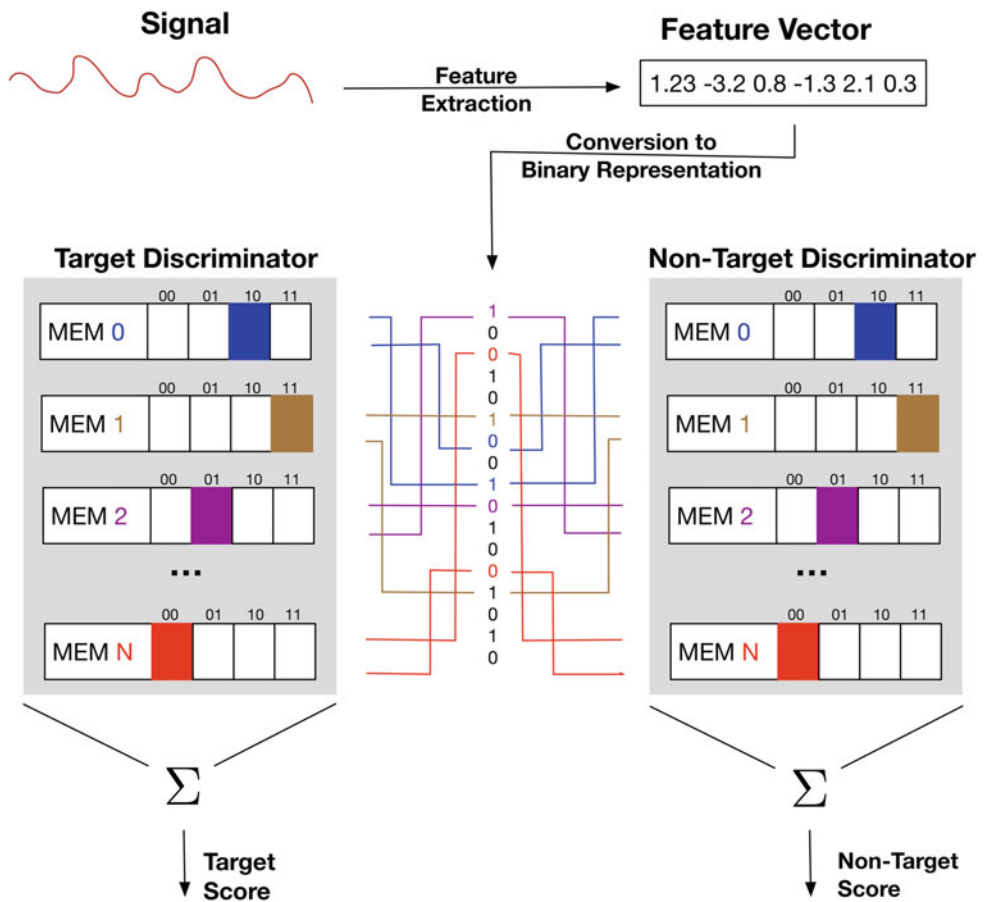 Signal
Feature Vector
Feature
Extraction
1.23 -3.2 0.8 -1.3 2.1 0.3
Conversion to
Binary Representation
Target Discriminator
00 01 10 11
MEM 0
00 01 10 11
MEM 1
00 01 10 11
MEM 2
...
00 01 10 11
MEM N
1
0
0
1
0
1
0
0
1
0
1
0
0
1
0
1
0
Non-Target Discriminator
00 01 10 11
MEM 0
00 01 10 11
MEM 1
00 01 10 11
MEM 2
...
00 01 10 11
MEM N
Σ
Target
Score
Σ
Non-Target
Score